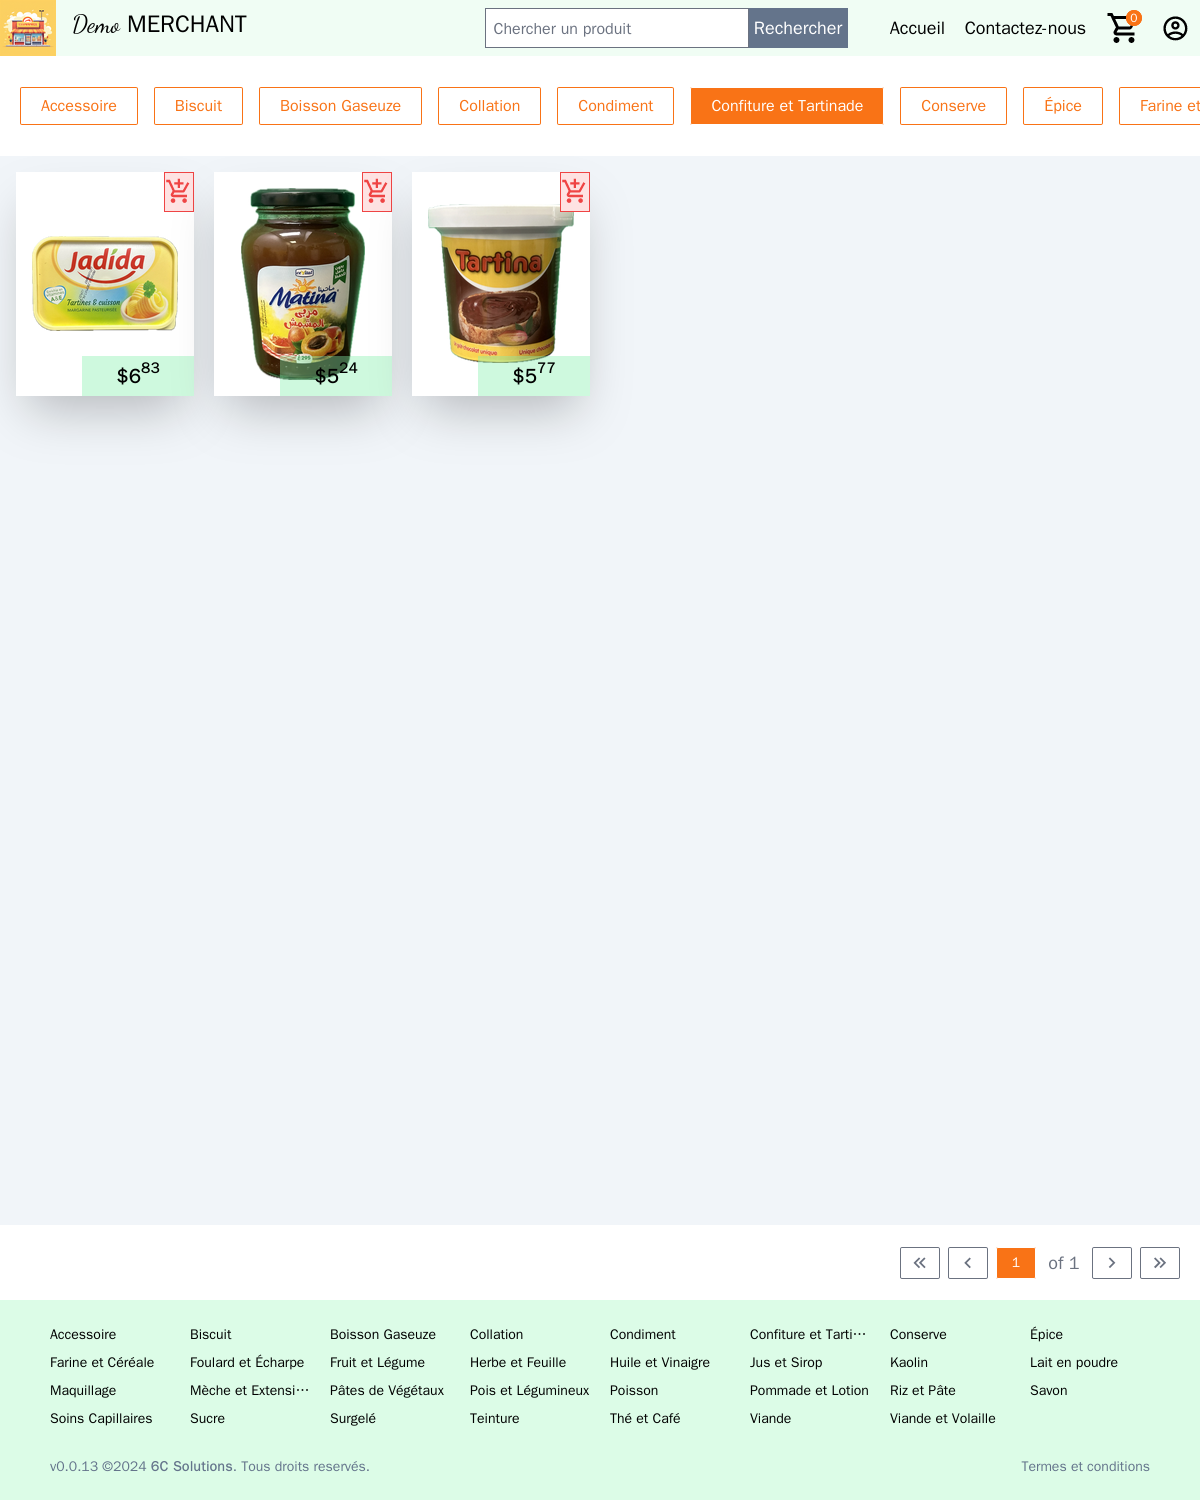 Demo MERCHANT
Chercher un produit
Rechercher
Accueil
Contactez-nous
0
Accessoire
Biscuit
Boisson Gaseuze
Collation
Condiment
Confiture et Tartinade
Conserve
Épice
Farine et
Jadida
Tartines & cuisson
MARGARINE PASTEURISÉE
$6 83
Matina
مربى
المشمش
$5 24
Tartina
$5 77
1
of 1
Accessoire Biscuit Boisson Gaseuze Collation Condiment Confiture et Tarti… Conserve Épice
Farine et Céréale Foulard et Écharpe Fruit et Légume Herbe et Feuille Huile et Vinaigre Jus et Sirop Kaolin Lait en poudre
Maquillage Mèche et Extensi… Pâtes de Végétaux Pois et Légumineux Poisson Pommade et Lotion Riz et Pâte Savon
Soins Capillaires Sucre Surgelé Teinture Thé et Café Viande Viande et Volaille
v0.0.13 ©2024 6C Solutions. Tous droits reservés.
Termes et conditions